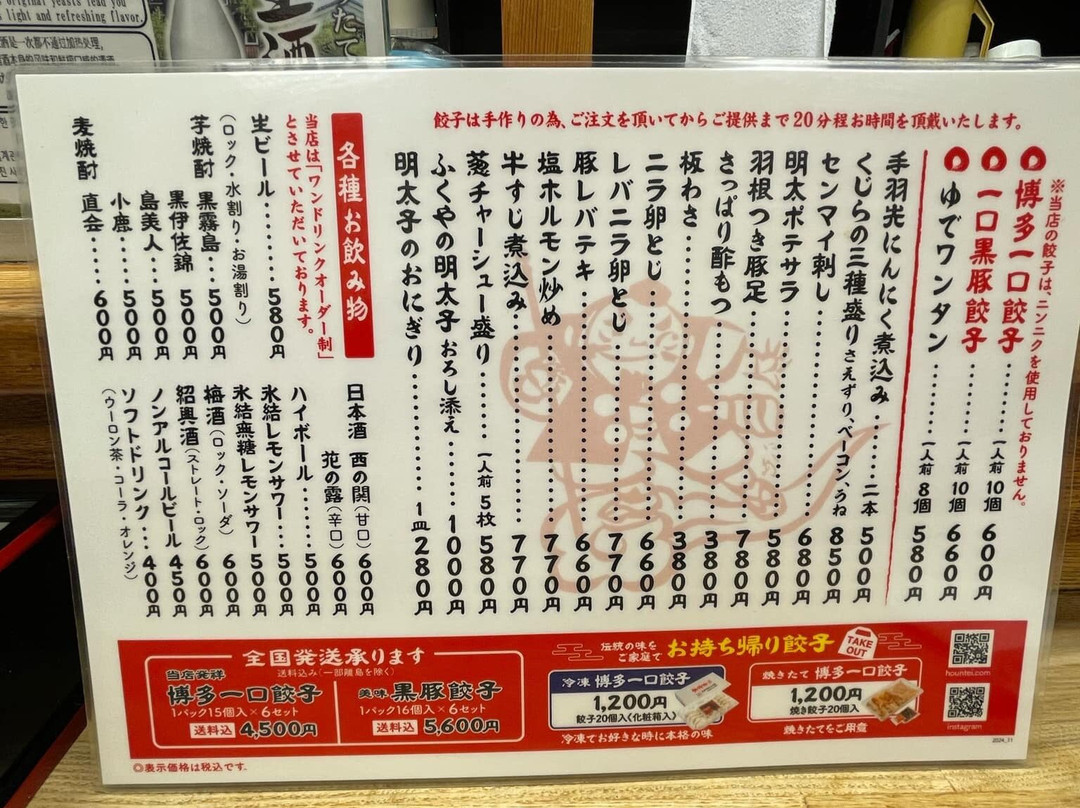 original yeasts lead you
light and refreshing flavor.
餃子は手作りの為、ご注文を頂いてからご提供まで20分程お時間を頂戴いたします。
※当店の餃子は、ニンニクを使用しておりません。
博多一口餃子……一人前10個 600円
一口黒豚餃子……一人前10個 660円
ゆでワンタン……一人前8個 580円
手羽先にんにく煮込み……二本 500円
くじらの三種盛り さえずり、ベーコン、うね 850円
センマイ刺し……680円
明太ポテサラ……580円
羽根つき豚足……780円
さっぱり酢もつ……380円
板わさ……380円
ニラ卵とじ……660円
レバニラ卵とじ……770円
豚レバテキ……660円
塩ホルモン炒め……770円
牛すじ煮込み……770円
葱チャーシュー盛り……一人前5枚 580円
ふくやの明太子 おろし添え……1000円
明太子のおにぎり……1皿 280円
各種お飲み物
当店は「ワンドリンクオーダー制」
とさせていただいております。
生ビール……580円
(ロック・水割り・お湯割り)
芋焼酎 黒霧島……500円
黒伊佐錦 500円
島美人……500円
麦焼酎 小鹿……500円
直会……600円
日本酒 西の関(甘口) 600円
苑の露(辛口) 600円
ハイボール……500円
氷結レモンサワー……500円
氷結無糖レモンサワー 500円
梅酒(ロック・ソーダ) 600円
紹興酒(ストレート・ロック) 600円
ノンアルコールビール 450円
ソフトドリンク……400円
(ウーロン茶・コーラ・オレンジ)
全国発送承ります
送料込み(一部離島を除く)
当店発祥
博多一口餃子
1パック15個入×6セット
送料込 4,500円
美味 黒豚餃子
1パック16個入×6セット
送料込 5,600円
伝統の味を
ご家庭で
お持ち帰り餃子
TAKE OUT
冷凍 博多一口餃子
1,200円
餃子20個入(化粧箱入)
冷凍でお好きな時に本格の味
焼きたて 博多一口餃子
1,200円
焼き餃子20個入
焼きたてをご用意
hountei.com
instagram
2024_11
◎表示価格は税込です。